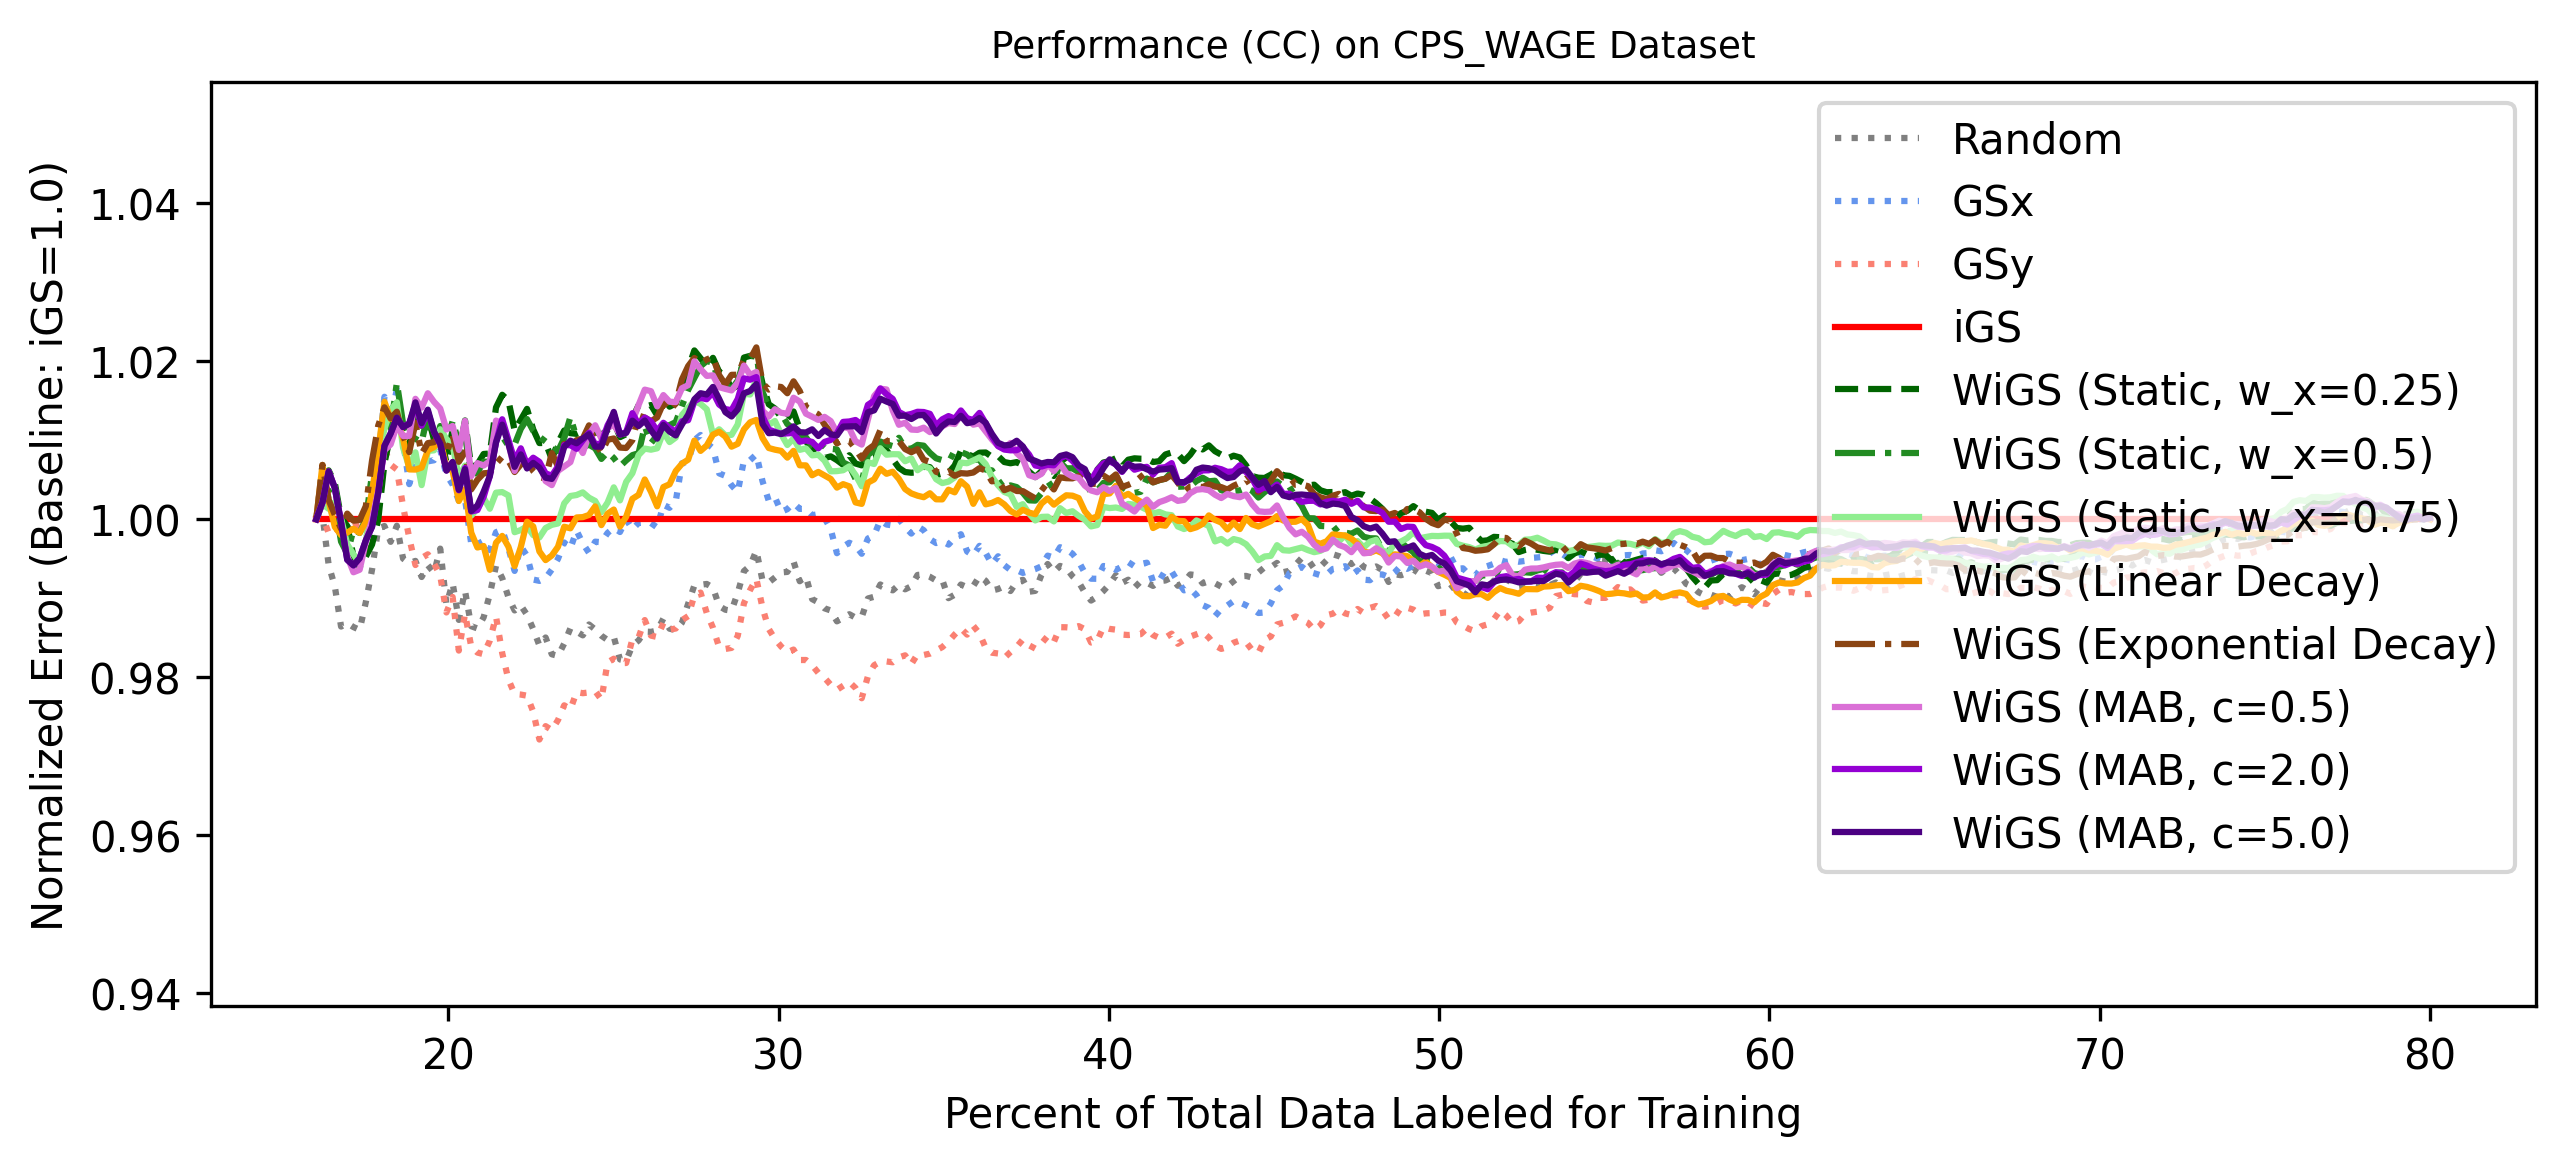 Performance (CC) on CPS_WAGE Dataset
Normalized Error (Baseline: iGS=1.0)
1.04
1.02
1.00
0.98
0.96
0.94
Random
GSx
GSy
iGS
WiGS (Static, w_x=0.25)
WiGS (Static, w_x=0.5)
WiGS (Static, w_x=0.75)
WiGS (Linear Decay)
WiGS (Exponential Decay)
WiGS (MAB, c=0.5)
WiGS (MAB, c=2.0)
WiGS (MAB, c=5.0)
20 30 40 50 60 70 80
Percent of Total Data Labeled for Training